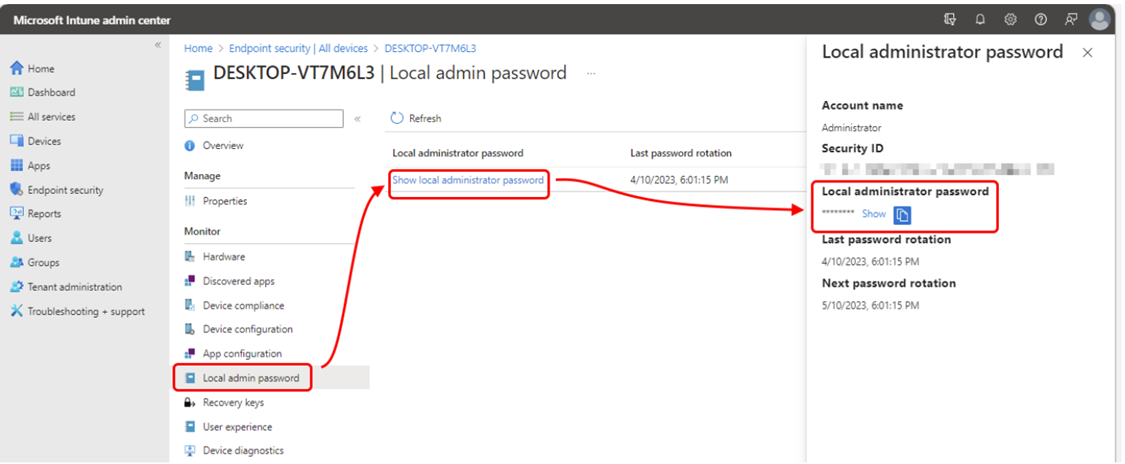 Microsoft Intune admin center
Home
Dashboard
All services
Devices
Apps
Endpoint security
Reports
Users
Groups
Tenant administration
Troubleshooting + support
Home > Endpoint security | All devices > DESKTOP-VT7M6L3
DESKTOP-VT7M6L3 | Local admin password ...
Search
Overview
Manage
Properties
Monitor
Hardware
Discovered apps
Device compliance
Device configuration
App configuration
Local admin password
Recovery keys
User experience
Device diagnostics
Refresh
Local administrator password Last password rotation
Show local administrator password 4/10/2023, 6:01:15 PM
Local administrator password
Account name
Administrator
Security ID
Local administrator password
******** Show
Last password rotation
4/10/2023, 6:01:15 PM
Next password rotation
5/10/2023, 6:01:15 PM